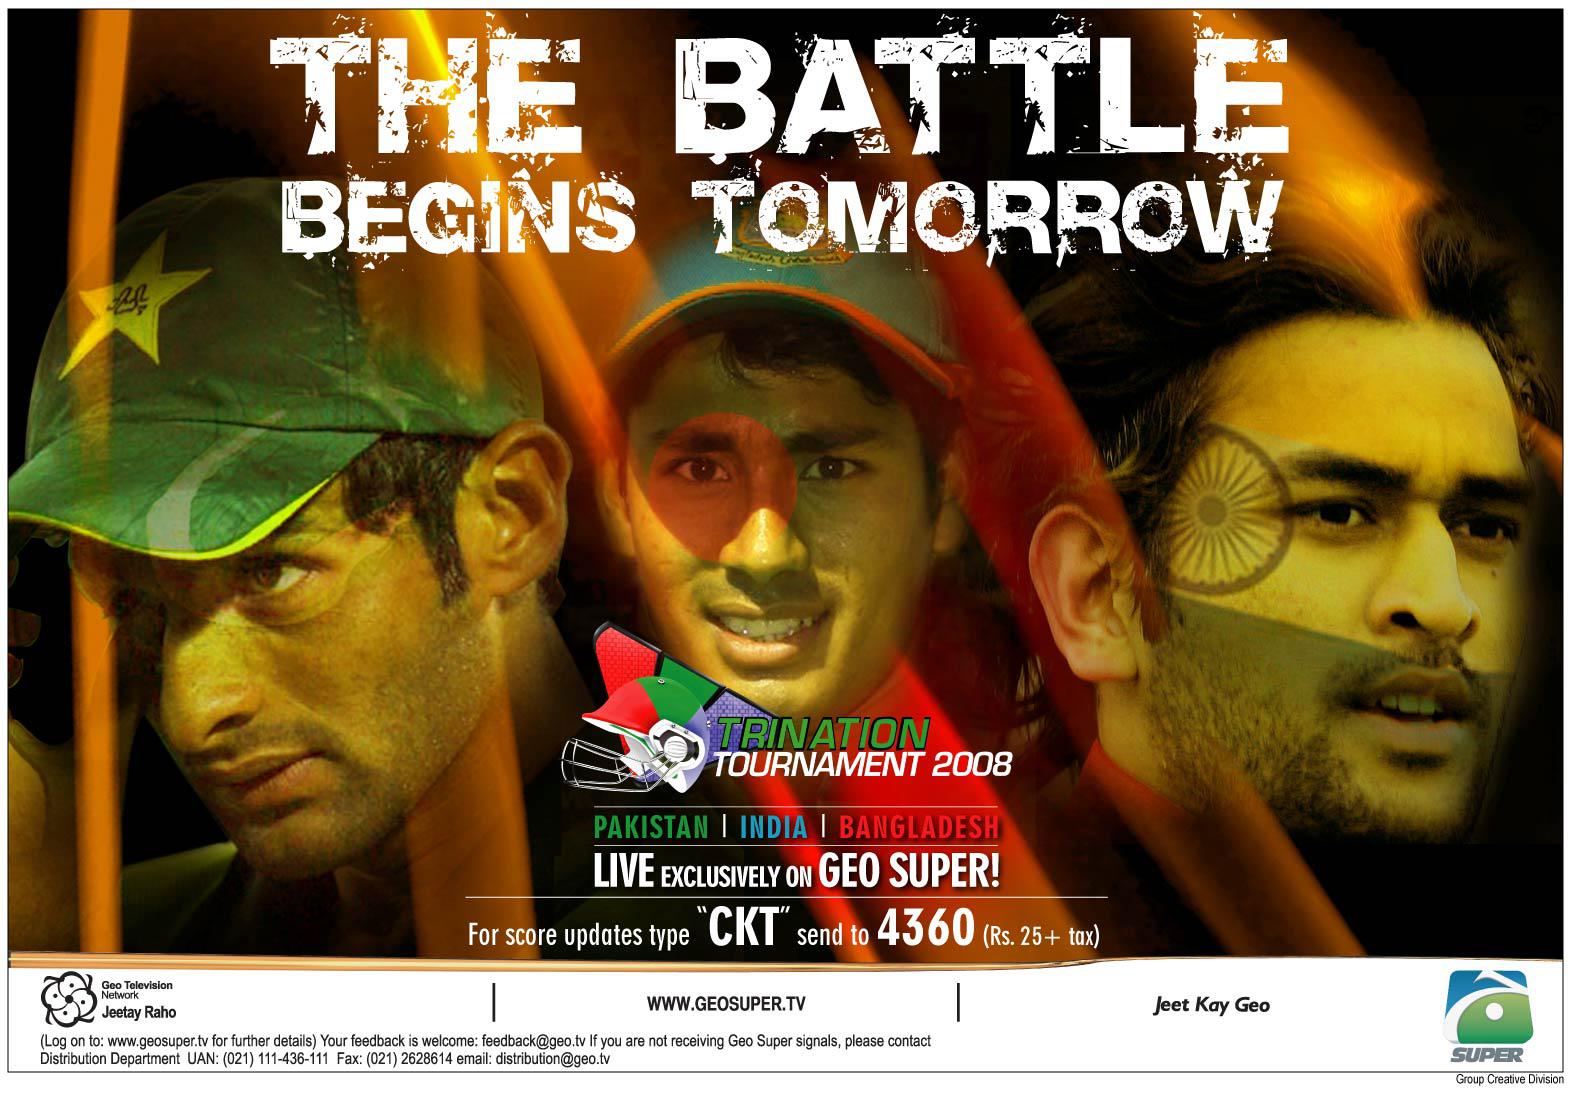 THE BATTLE
BEGINS TOMORROW
TRINATION
TOURNAMENT 2008
PAKISTAN | INDIA | BANGLADESH
LIVE EXCLUSIVELY ON GEO SUPER!
For score updates type "CKT" send to 4360 (Rs. 25+ tax)
Geo Television
Network
Jeetay Raho
WWW.GEOSUPER.TV
Jeet Kay Geo
(Log on to: www.geosuper.tv for further details) Your feedback is welcome: feedback@geo.tv If you are not receiving Geo Super signals, please contact
Distribution Department UAN: (021) 111-436-111 Fax: (021) 2628614 email: distribution@geo.tv
SUPER
Group Creative Division